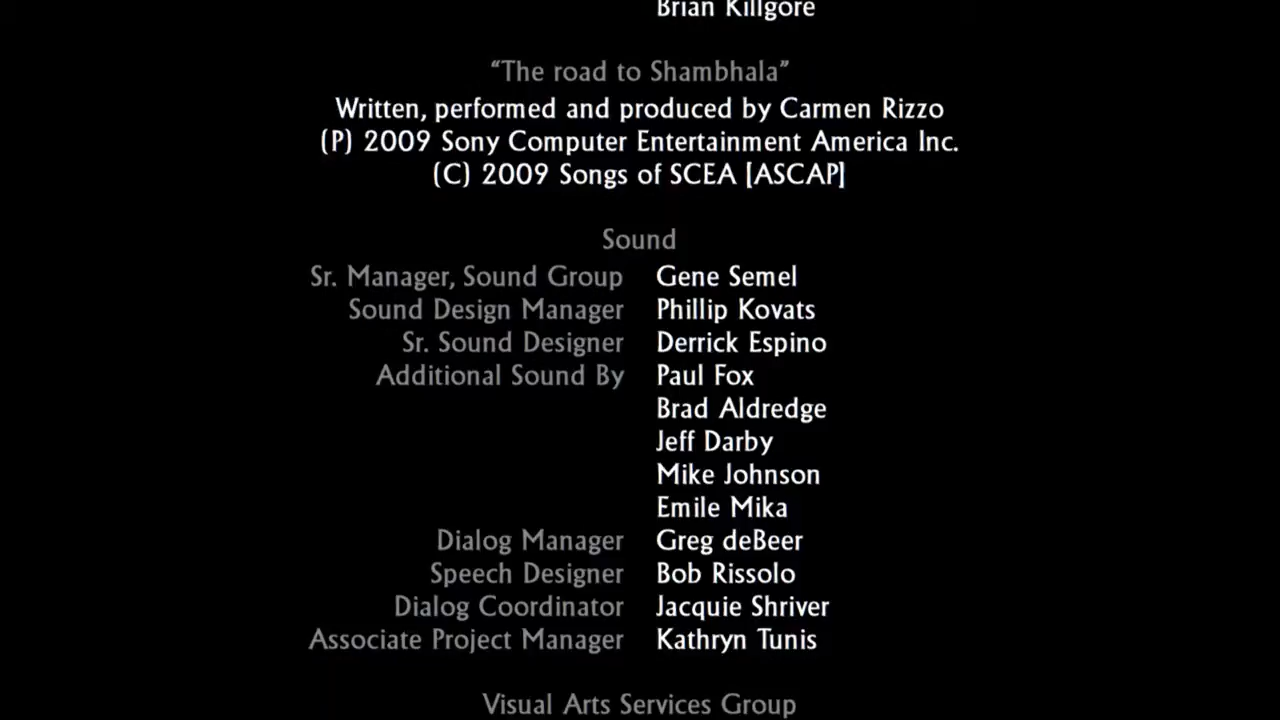 Brian Killgore
“The road to Shambhala”
Written, performed and produced by Carmen Rizzo
(P) 2009 Sony Computer Entertainment America Inc.
(C) 2009 Songs of SCEA [ASCAP]
Sound
Sr. Manager, Sound Group Gene Semel
Sound Design Manager Phillip Kovats
Sr. Sound Designer Derrick Espino
Additional Sound By Paul Fox
Brad Aldredge
Jeff Darby
Mike Johnson
Emile Mika
Dialog Manager Greg deBeer
Speech Designer Bob Rissolo
Dialog Coordinator Jacquie Shriver
Associate Project Manager Kathryn Tunis
Visual Arts Services Group